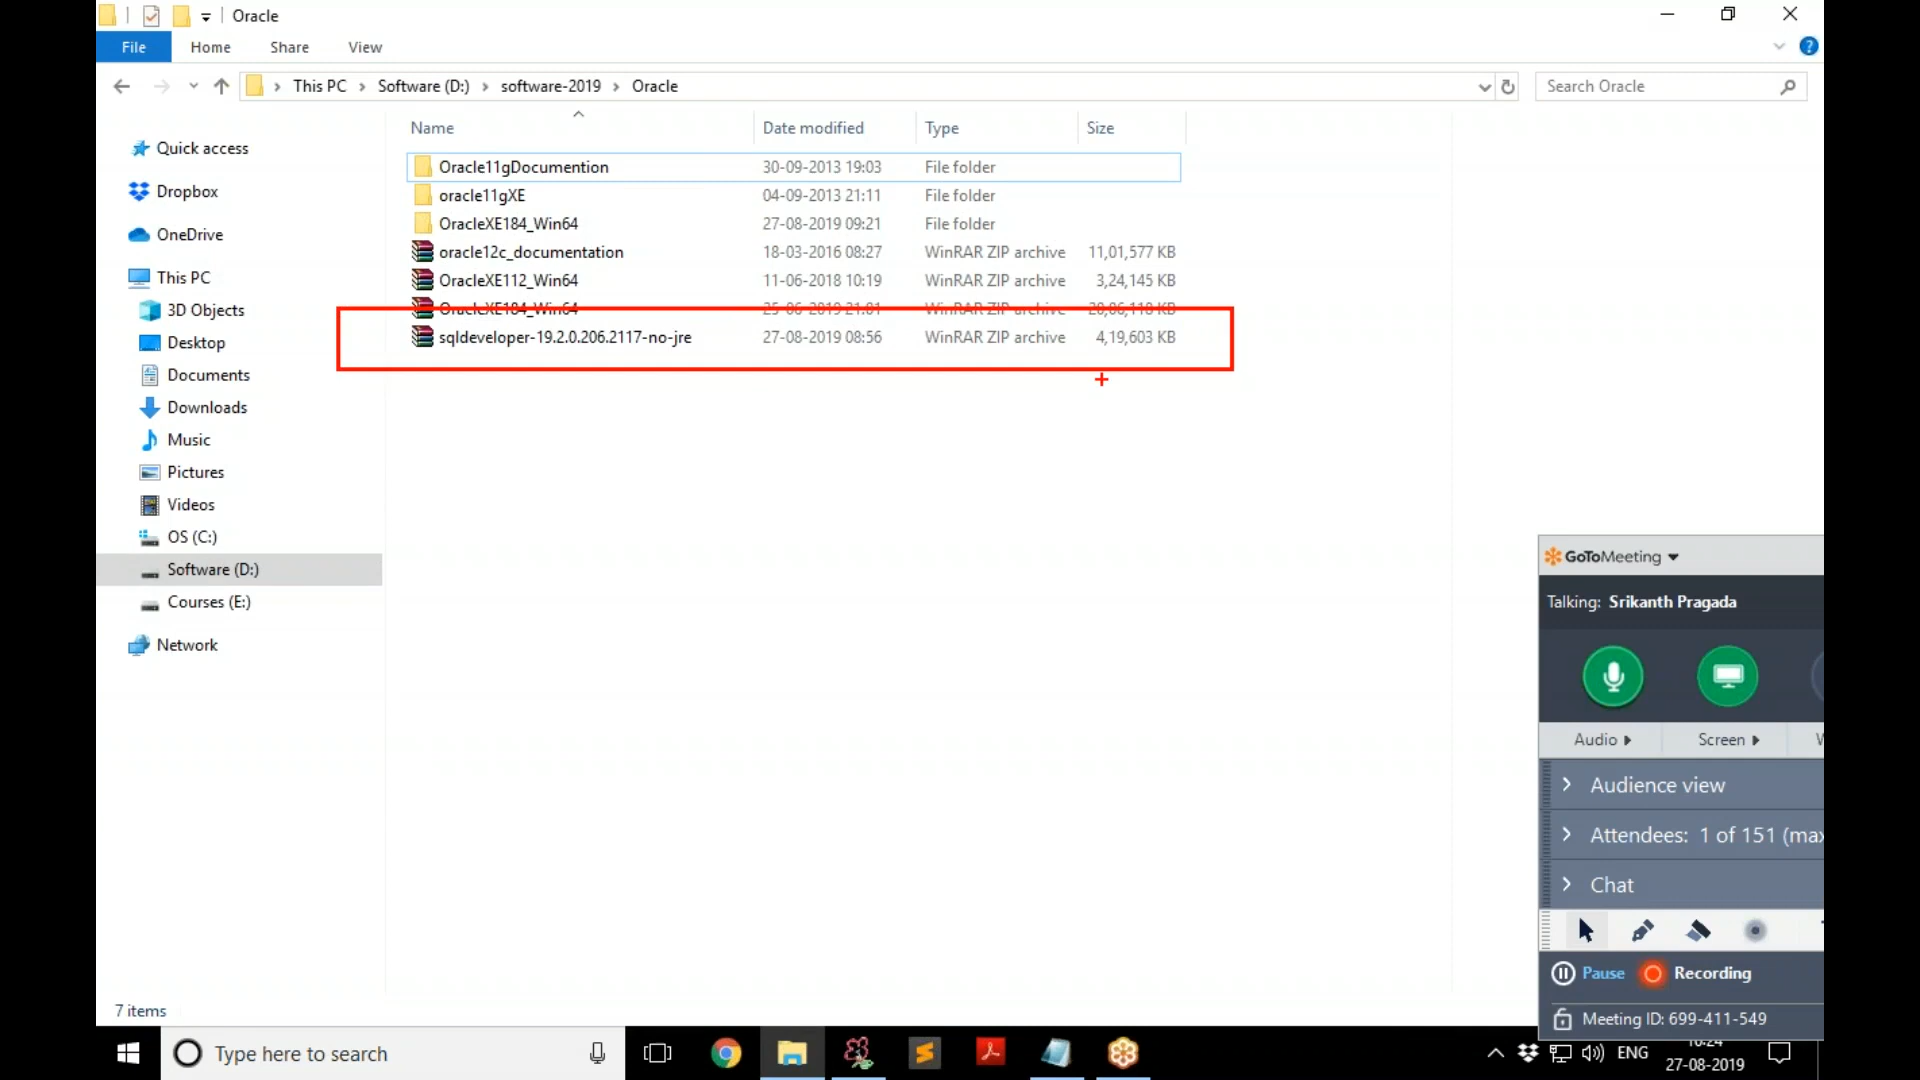 Oracle
File Home Share View
This PC Software (D:) software-2019 Oracle
Search Oracle
Name Date modified Type Size
Quick access
Dropbox
OneDrive
This PC
3D Objects
Desktop
Documents
Downloads
Music
Pictures
Videos
OS (C:)
Software (D:)
Courses (E:)
Network
Oracle11gDocumention 30-09-2013 19:03 File folder
oracle11gXE 04-09-2013 21:11 File folder
OracleXE184_Win64 27-08-2019 09:21 File folder
oracle12c_documentation 18-03-2016 08:27 WinRAR ZIP archive 11,01,577 KB
OracleXE112_Win64 11-06-2018 10:19 WinRAR ZIP archive 3,24,145 KB
OracleXE184_Win64 WinRAR ZIP archive KB
sqldeveloper-19.2.0.206.2117-no-jre 27-08-2019 08:56 WinRAR ZIP archive 4,19,603 KB
GoToMeeting
Talking: Srikanth Pragada
Audio Screen
Audience view
Attendees: 1 of 151 (max
Chat
Pause Recording
Meeting ID: 699-411-549
7 items
Type here to search
ENG
27-08-2019